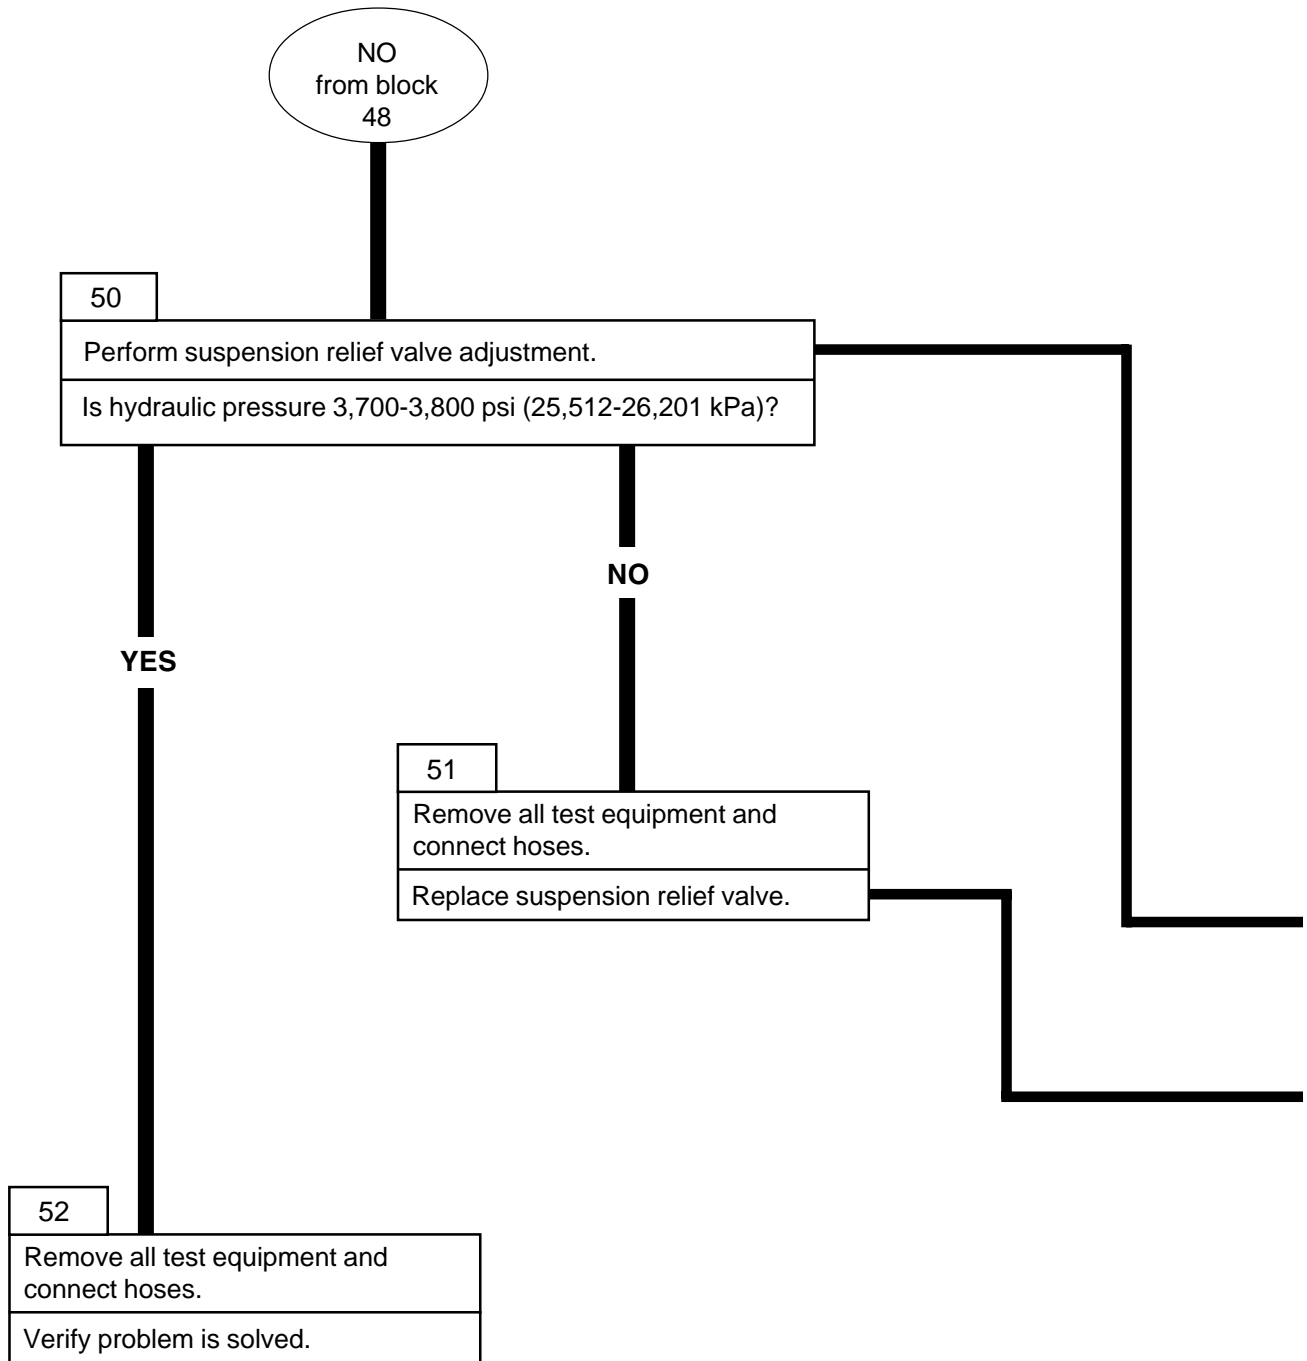 NO
from block
48
50
Perform suspension relief valve adjustment.
Is hydraulic pressure 3,700-3,800 psi (25,512-26,201 kPa)?
NO
YES
51
Remove all test equipment and
connect hoses.
Replace suspension relief valve.
52
Remove all test equipment and
connect hoses.
Verify problem is solved.